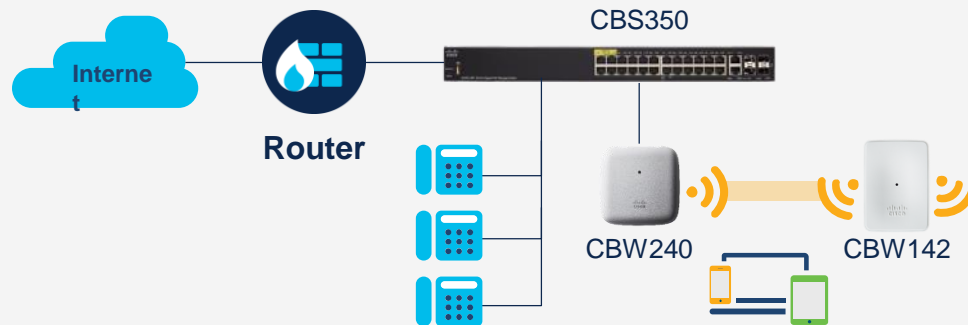 CBS350
Interne
t
Router
CBW240
CBW142